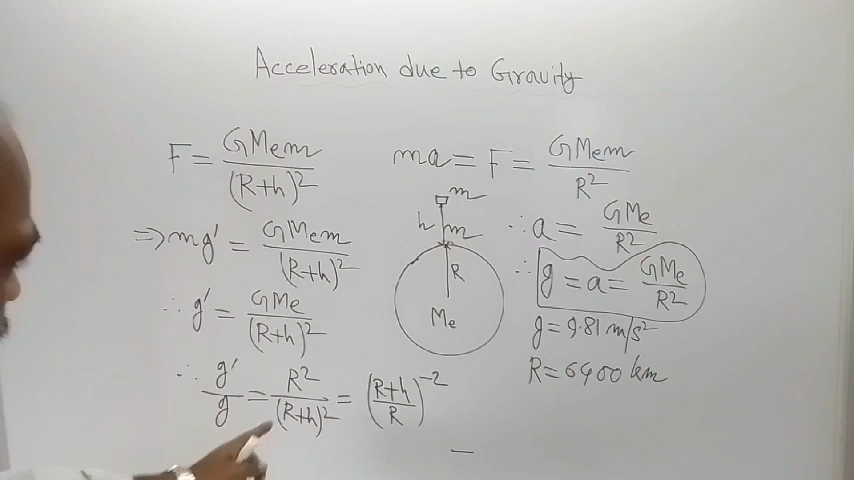 Acceleration due to Gravity
F = GMem / (R+h)²
=> mg' = GMem / (R+h)²
∴ g' = GMe / (R+h)²
∴ g' / g = R² / (R+h)² = ((R+h) / R)⁻²
m
h m
R
Me
ma = F = GMem / R²
∴ a = GMe / R²
∴ g = a = GMe / R²
g = 9.81 m/s²
R = 6400 km